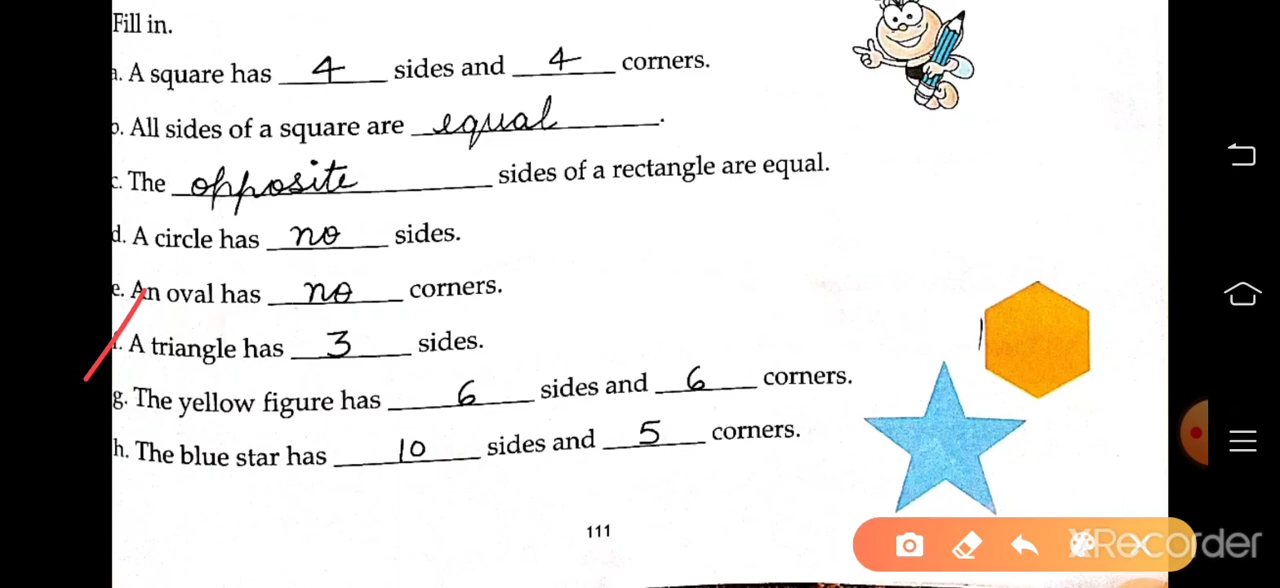 Fill in.
a. A square has 4 sides and 4 corners.
b. All sides of a square are equal.
c. The opposite sides of a rectangle are equal.
d. A circle has no sides.
e. An oval has no corners.
f. A triangle has 3 sides.
g. The yellow figure has 6 sides and 6 corners.
h. The blue star has 10 sides and 5 corners.
111
XRecorder